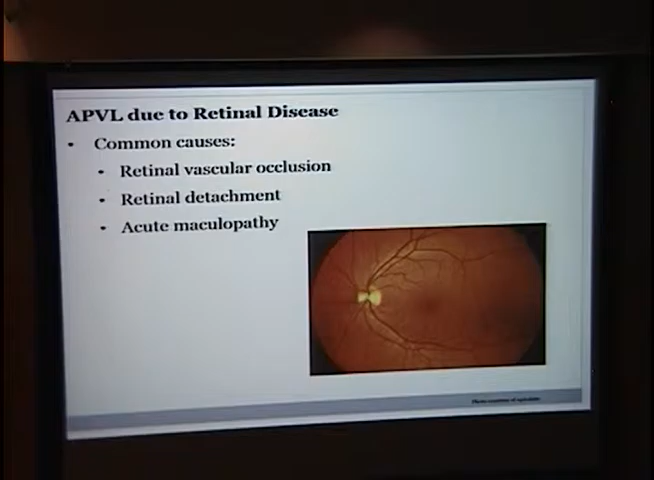 APVL due to Retinal Disease
• Common causes:
• Retinal vascular occlusion
• Retinal detachment
• Acute maculopathy